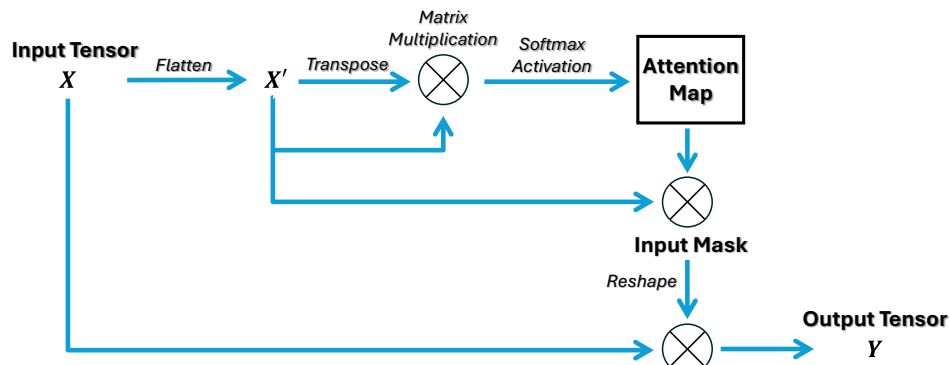 Matrix
Multiplication
Input Tensor
X
Flatten
X′
Transpose
Softmax
Activation
Attention
Map
Input Mask
Reshape
Output Tensor
Y